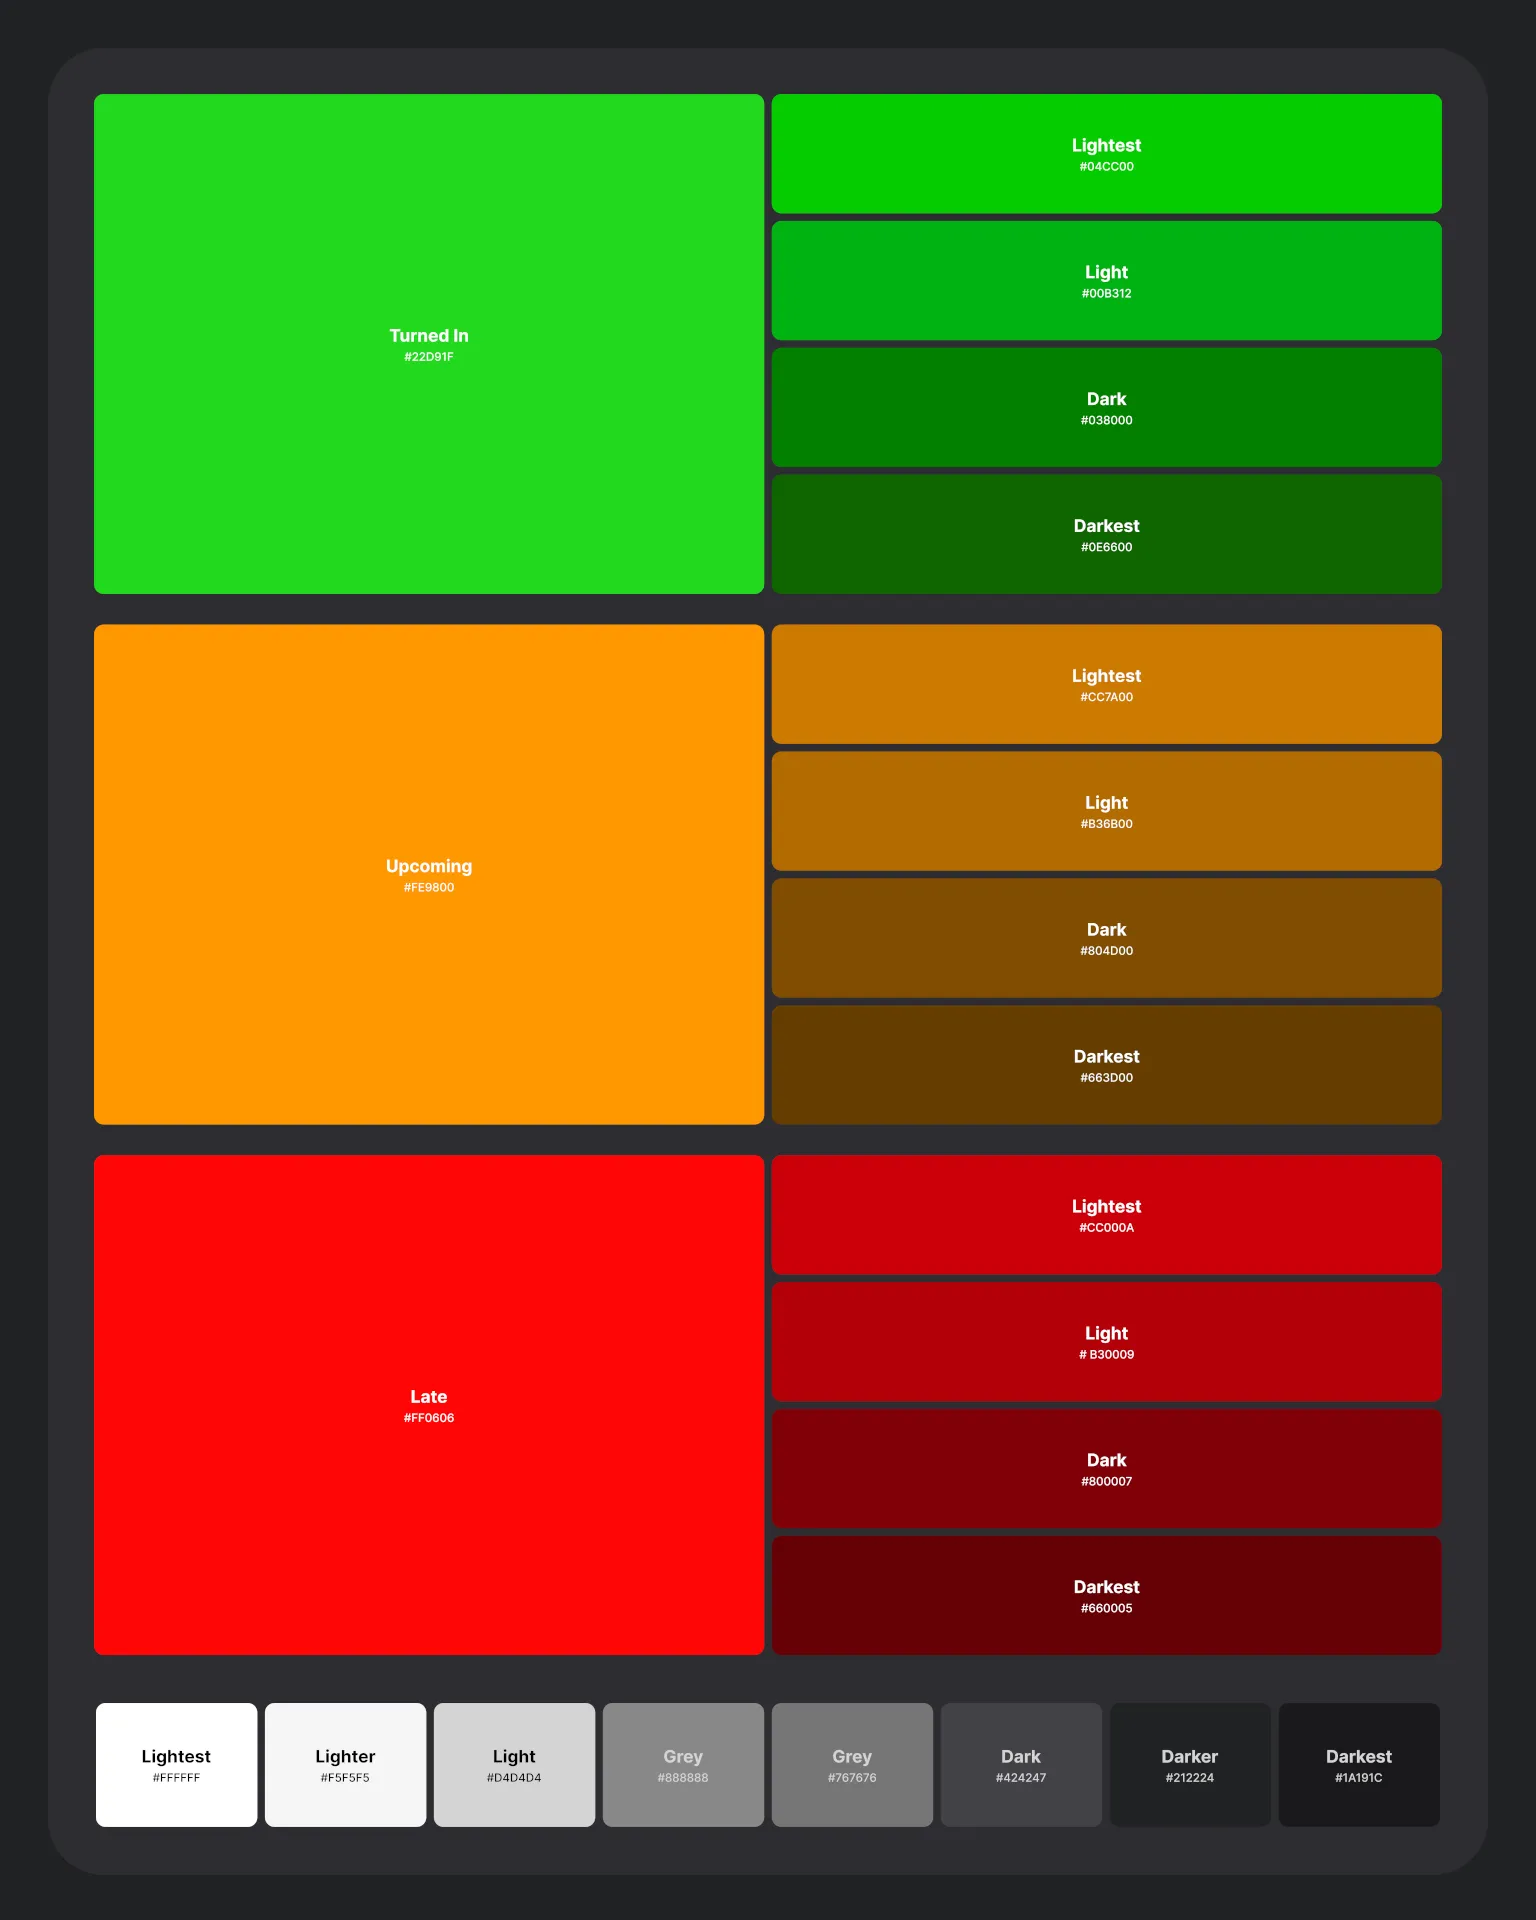 Turned In
#22D91F
Lightest
#04CC00
Light
#00B312
Dark
#038000
Darkest
#0E6600
Upcoming
#FE9800
Lightest
#CC7A00
Light
#B36B00
Dark
#804D00
Darkest
#663D00
Late
#FF0606
Lightest
#CC000A
Light
# B30009
Dark
#800007
Darkest
#660005
Lightest
#FFFFFF
Lighter
#F5F5F5
Light
#D4D4D4
Grey
#888888
Grey
#767676
Dark
#424247
Darker
#212224
Darkest
#1A191C